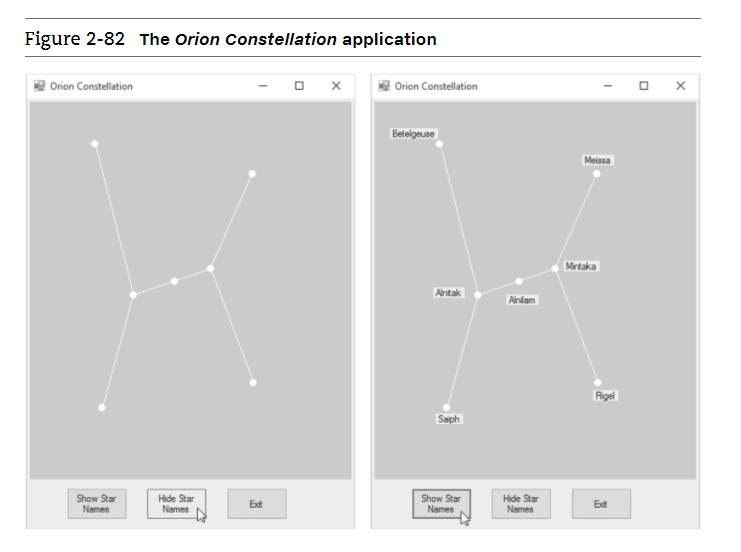 Figure 2-82 The Orion Constellation application
Orion Constellation
Show Star
Names
Hide Star
Names
Exit
Orion Constellation
Betelgeuse
Meissa
Mintaka
Alnitak
Alnilam
Rigel
Saiph
Show Star
Names
Hide Star
Names
Exit